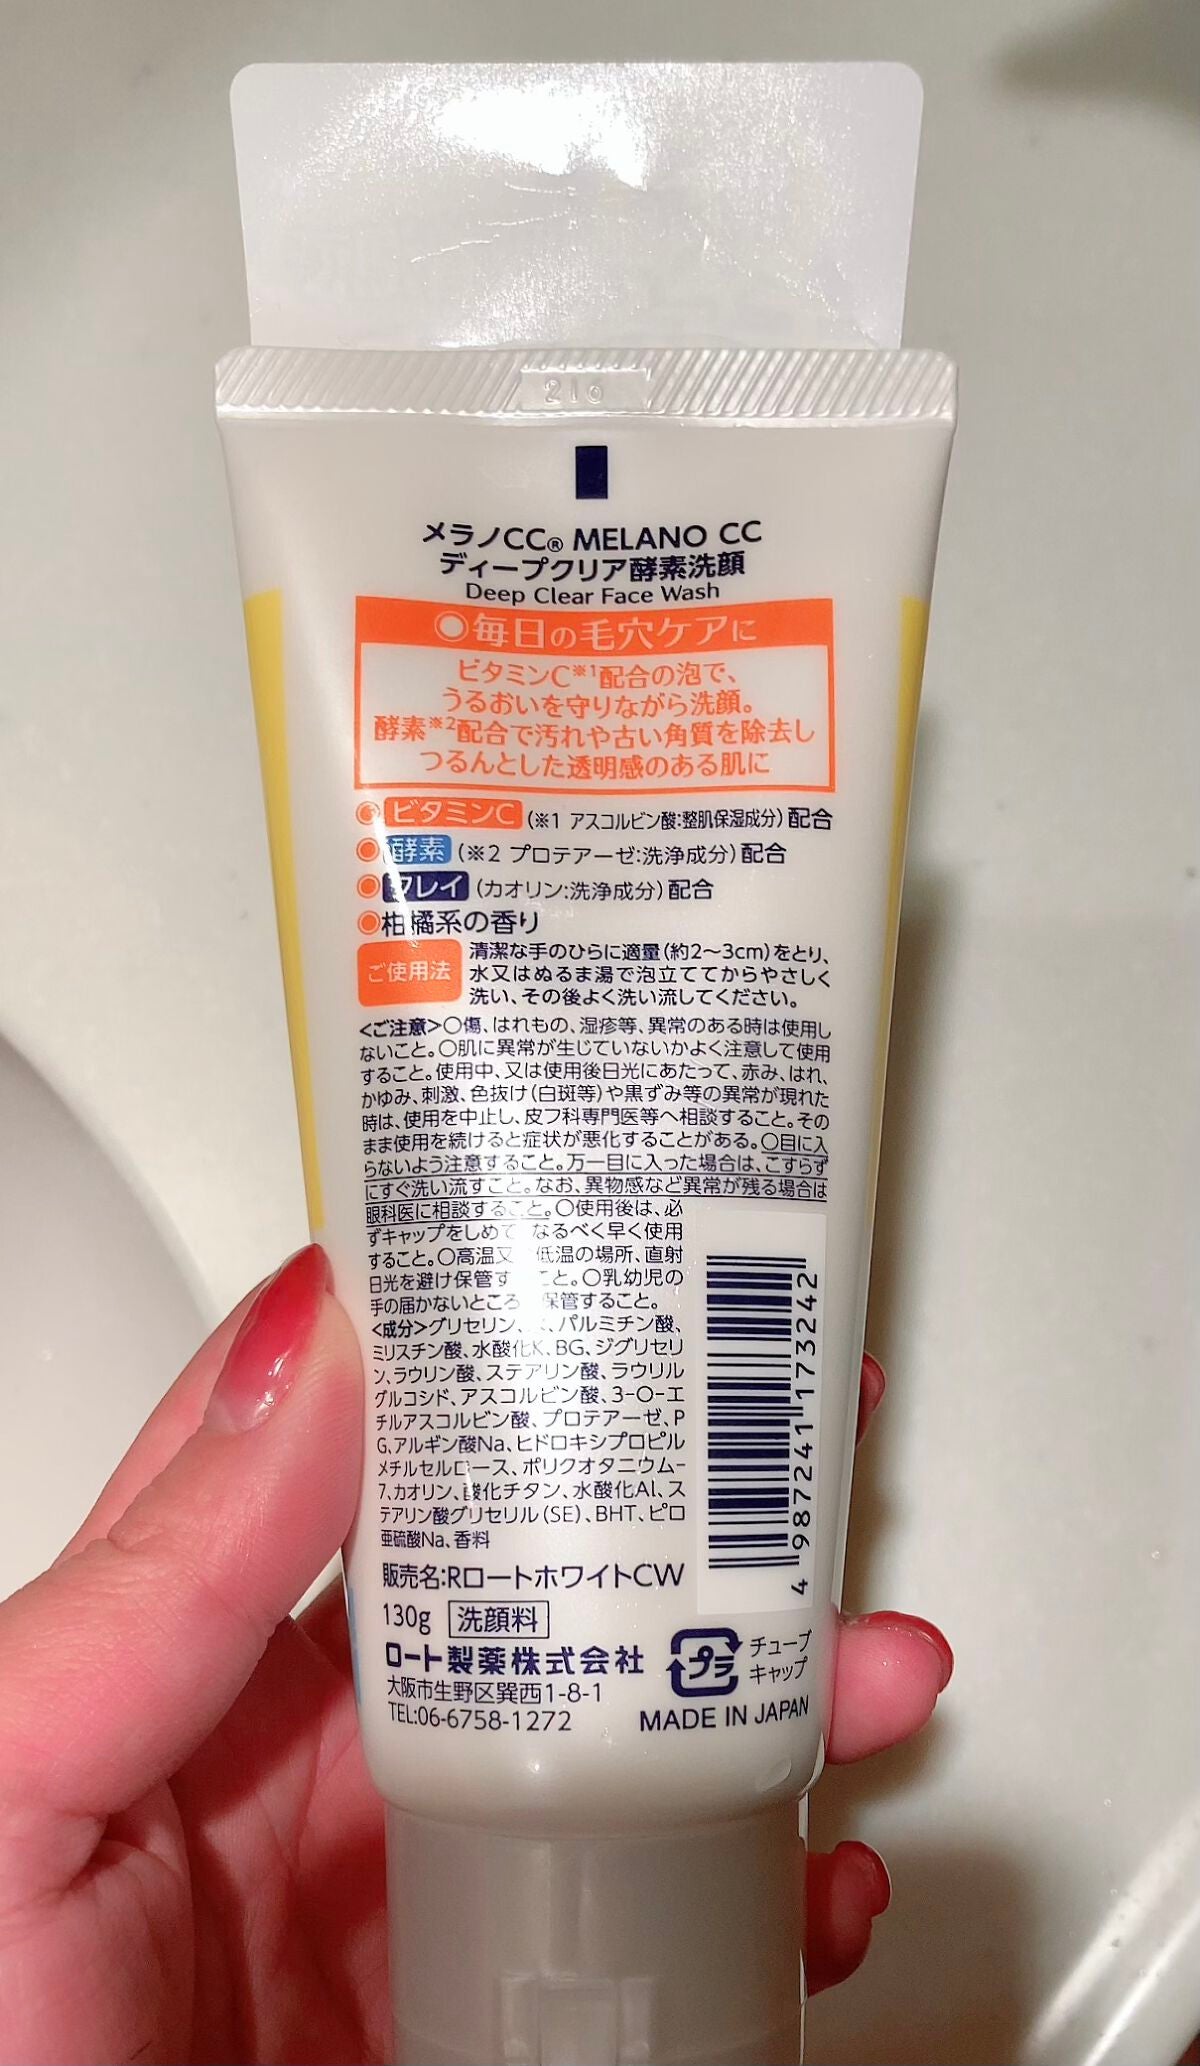 210
メラノCC® MELANO CC
ディープクリア酵素洗顔
Deep Clear Face Wash
◎毎日の毛穴ケアに
ビタミンC※1配合の泡で、
うるおいを守りながら洗顔。
酵素※2配合で汚れや古い角質を除去し
つるんとした透明感のある肌に
◎ビタミンC(※1 アスコルビン酸:整肌保湿成分)配合
◎酵素(※2 プロテアーゼ:洗浄成分)配合
◎クレイ(カオリン:洗浄成分)配合
◎柑橘系の香り
ご使用法
清潔な手のひらに適量(約2〜3cm)をとり、
水又はぬるま湯で泡立ててからやさしく
洗い、その後よく洗い流してください。
<ご注意>○傷、はれもの、湿疹等、異常のある時は使用し
ないこと。○肌に異常が生じていないかよく注意して使用
すること。使用中、又は使用後日光にあたって、赤み、はれ、
かゆみ、刺激、色抜け(白斑等)や黒ずみ等の異常が現れた
時は、使用を中止し、皮フ科専門医等へ相談すること。その
まま使用を続けると症状が悪化することがある。○目に入
らないよう注意すること。万一目に入った場合は、こすらず
にすぐ洗い流すこと。なお、異物感など異常が残る場合は
眼科医に相談すること。○使用後は、必
ずキャップをしめて なるべく早く使用
すること。○高温又 低温の場所、直射
日光を避け保管す こと。○乳幼児の
手の届かないところ 保管すること。
<成分>グリセリン、 、パルミチン酸、
ミリスチン酸、水酸化K、BG、ジグリセリ
ン、ラウリン酸、ステアリン酸、ラウリル
グルコシド、アスコルビン酸、3-O-エ
チルアスコルビン酸、プロテアーゼ、P
G、アルギン酸Na、ヒドロキシプロピル
メチルセルロース、ポリクオタニウム-
7、カオリン、酸化チタン、水酸化Al、ス
テアリン酸グリセリル(SE)、BHT、ピロ
亜硫酸Na、香料
4 987241 173242
販売名:RロートホワイトCW
130g 洗顔料
ロート製薬株式会社
大阪市生野区巽西1-8-1
TEL:06-6758-1272
プラ
チューブ
キャップ
MADE IN JAPAN